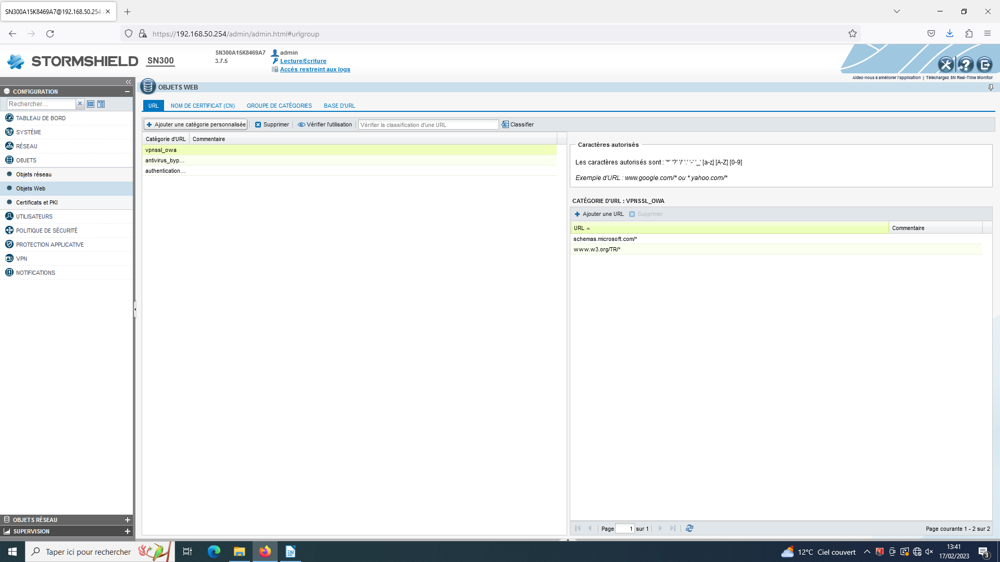 SN300A15K8469A7@192.168.50.254
https://192.168.50.254/admin/admin.html#urlgroup
STORMSHIELD SN300
SN300A15K8469A7
3.7.5
admin
Lecture/Ecriture
Accès restreint aux logs
Aidez-nous à améliorer l'application | Téléchargez SN Real-Time Monitor
CONFIGURATION
Rechercher...
TABLEAU DE BORD
SYSTÈME
RÉSEAU
OBJETS
Objets réseau
Objets Web
Certificats et PKI
UTILISATEURS
POLITIQUE DE SÉCURITÉ
PROTECTION APPLICATIVE
VPN
NOTIFICATIONS
OBJETS RÉSEAU
SUPERVISION
OBJETS WEB
URL NOM DE CERTIFICAT (CN) GROUPE DE CATÉGORIES BASE D'URL
Ajouter une catégorie personnalisée Supprimer Vérifier l'utilisation Vérifier la classification d'une URL Classifier
Catégorie d'URL Commentaire
vpnssl_owa
antivirus_byp...
authentication...
Caractères autorisés
Les caractères autorisés sont : '*' '?' '/' '.' '-' '_' [a-z] [A-Z] [0-9]
Exemple d'URL : www.google.com/* ou *.yahoo.com/*
CATÉGORIE D'URL : VPNSSL_OWA
Ajouter une URL Supprimer
URL Commentaire
schemas.microsoft.com/*
www.w3.org/TR/*
Page 1 sur 1 Page courante 1 - 2 sur 2
Taper ici pour rechercher
12°C Ciel couvert
13:41
17/02/2023
3